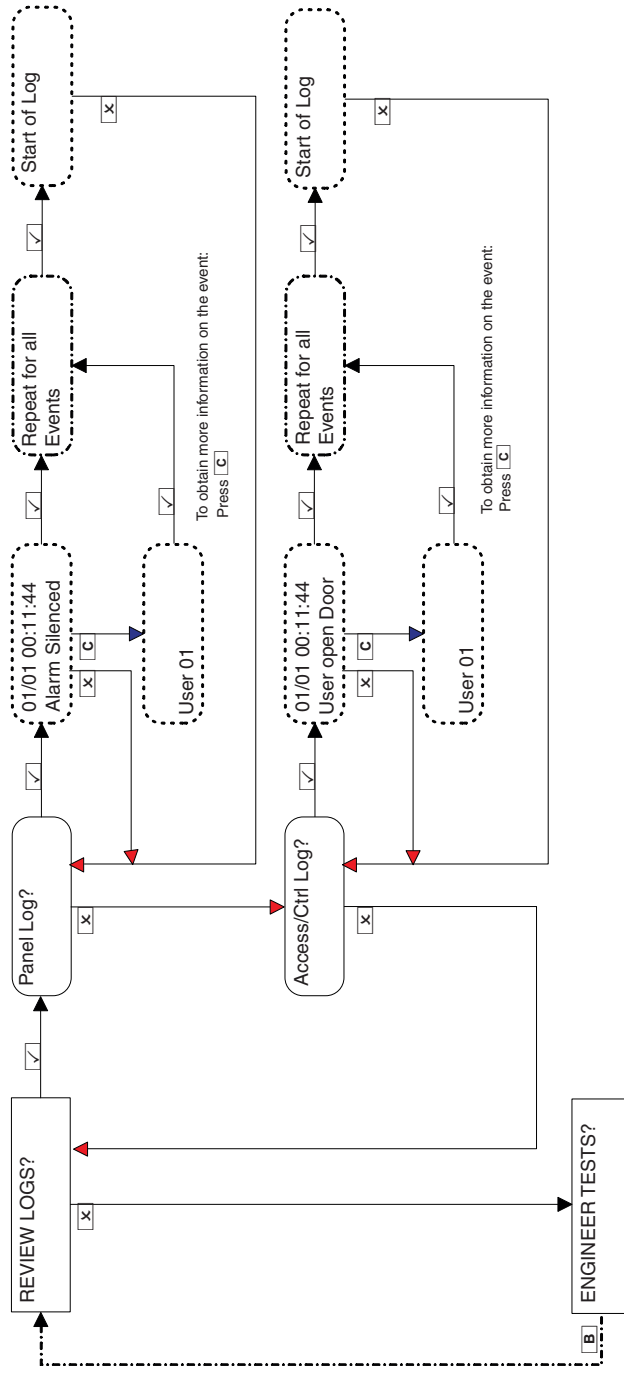 REVIEW LOGS?
✓
Panel Log?
✓
01/01 00:11:44
Alarm Silenced
✓
Repeat for all
Events
✓
Start of Log
x
x
x
C
x
User 01
✓
To obtain more information on the event:
Press C
Access/Ctrl Log?
✓
01/01 00:11:44
User open Door
✓
Repeat for all
Events
✓
Start of Log
x
x
C
x
User 01
✓
To obtain more information on the event:
Press C
B
ENGINEER TESTS?